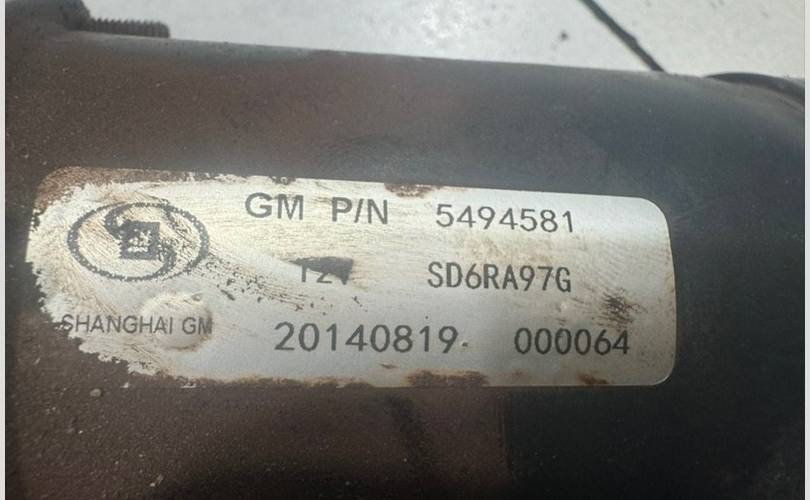 GM P/N 5494581
12V SD6RA97G
SHANGHAI GM 20140819 000064